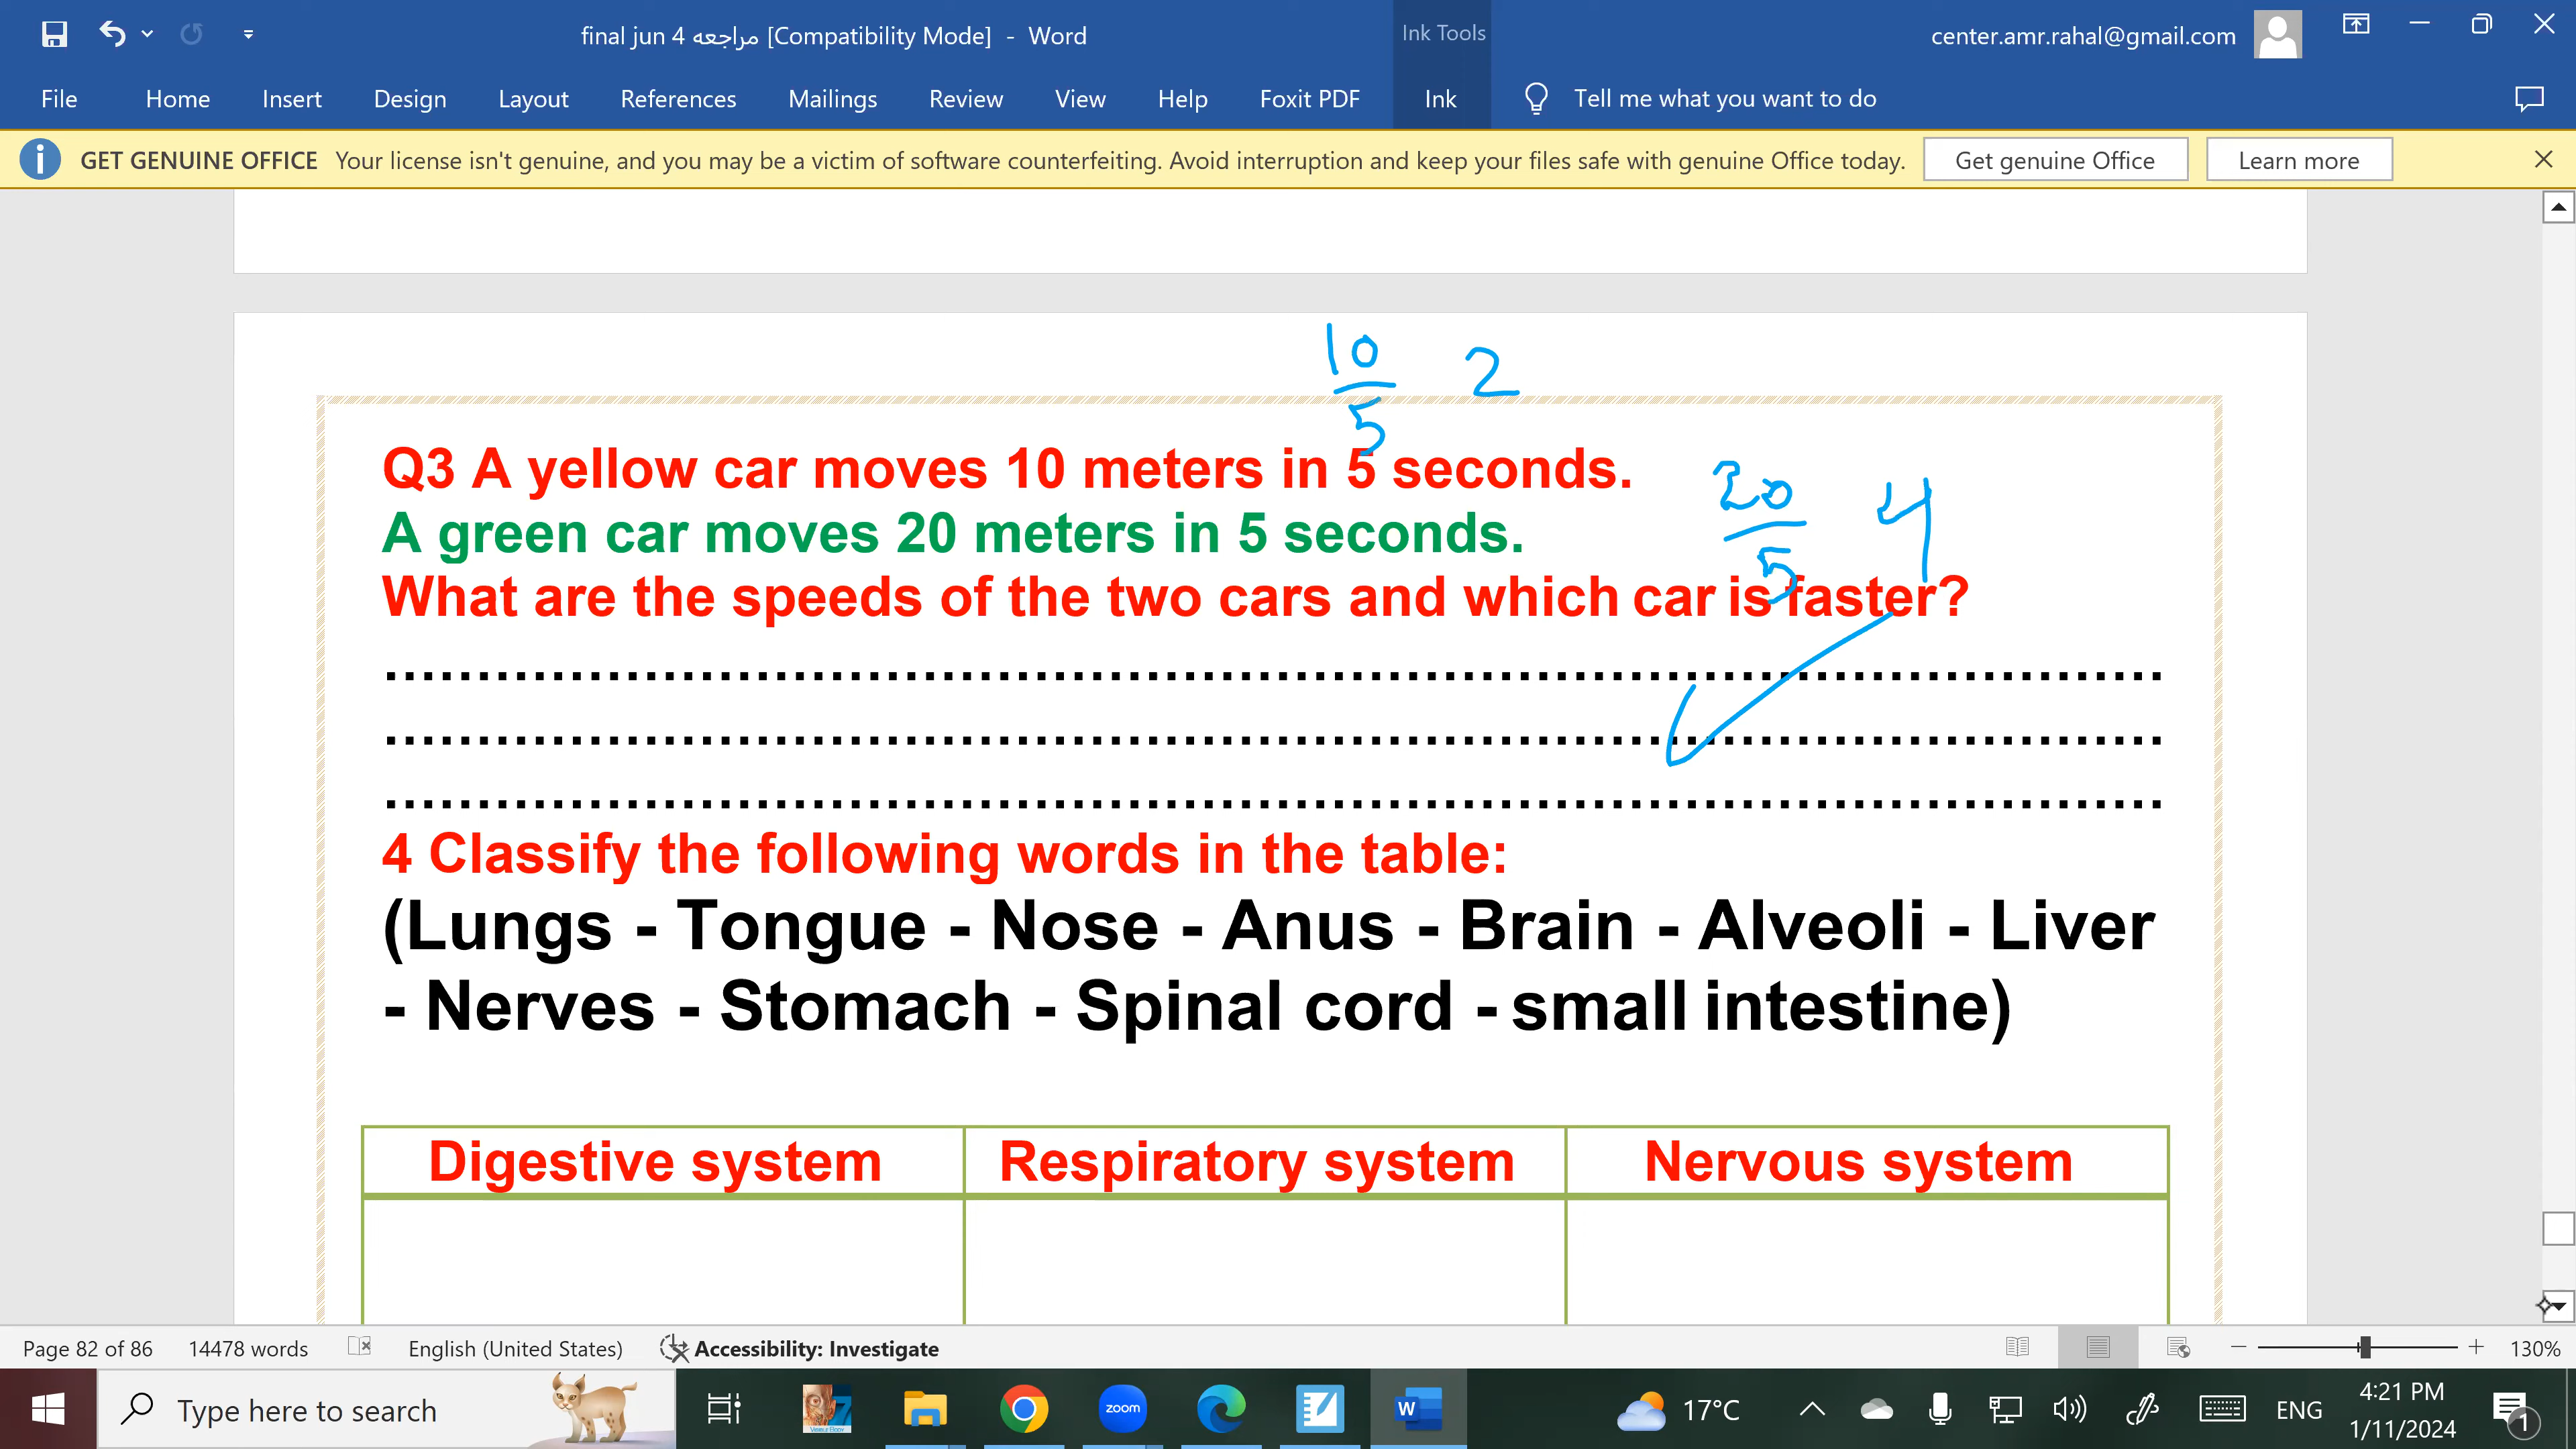 final jun 4 مراجعه [Compatibility Mode] - Word
Ink Tools
center.amr.rahal@gmail.com
File Home Insert Design Layout References Mailings Review View Help Foxit PDF Ink Tell me what you want to do
GET GENUINE OFFICE Your license isn't genuine, and you may be a victim of software counterfeiting. Avoid interruption and keep your files safe with genuine Office today. Get genuine Office Learn more
10
5
2
Q3 A yellow car moves 10 meters in 5 seconds.
20
5
4
A green car moves 20 meters in 5 seconds.
What are the speeds of the two cars and which car is faster?
4 Classify the following words in the table:
(Lungs - Tongue - Nose - Anus - Brain - Alveoli - Liver
- Nerves - Stomach - Spinal cord - small intestine)
Digestive system Respiratory system Nervous system
Page 82 of 86 14478 words English (United States) Accessibility: Investigate 130%
Type here to search
zoom
W
17°C
ENG
4:21 PM
1/11/2024
1